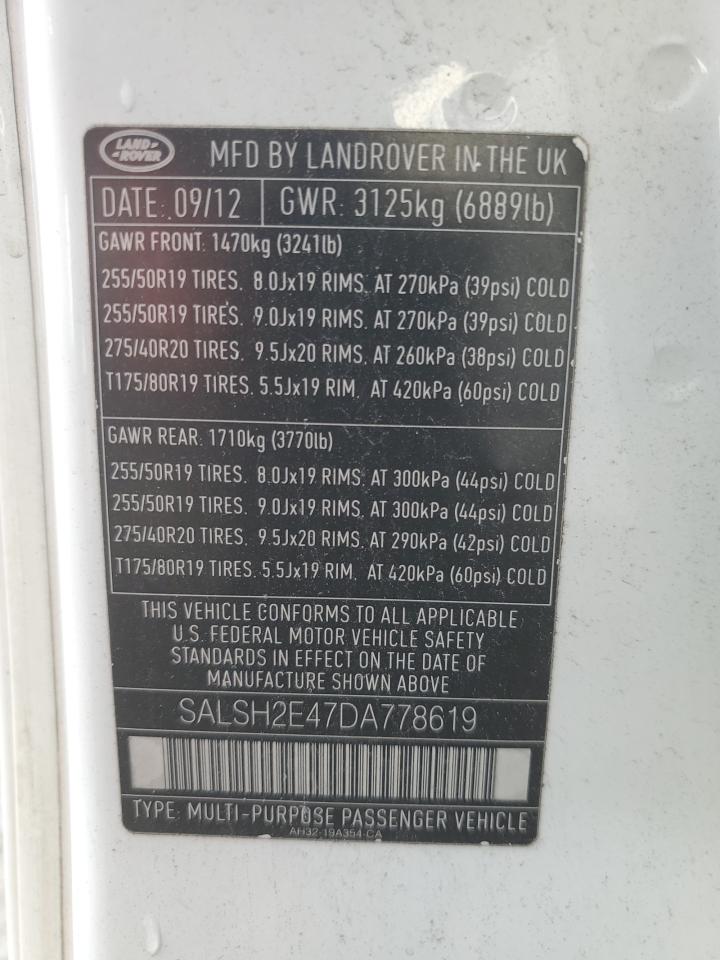 LAND ROVER
MFD BY LANDROVER IN THE UK
DATE: 09/12 GWR: 3125kg (6889lb)
GAWR FRONT: 1470kg (3241lb)
255/50R19 TIRES. 8.0Jx19 RIMS. AT 270kPa (39psi) COLD
255/50R19 TIRES. 9.0Jx19 RIMS. AT 270kPa (39psi) COLD
275/40R20 TIRES. 9.5Jx20 RIMS. AT 260kPa (38psi) COLD
T175/80R19 TIRES. 5.5Jx19 RIM. AT 420kPa (60psi) COLD
GAWR REAR: 1710kg (3770lb)
255/50R19 TIRES. 8.0Jx19 RIMS. AT 300kPa (44psi) COLD
255/50R19 TIRES. 9.0Jx19 RIMS. AT 300kPa (44psi) COLD
275/40R20 TIRES. 9.5Jx20 RIMS. AT 290kPa (42psi) COLD
T175/80R19 TIRES. 5.5Jx19 RIM. AT 420kPa (60psi) COLD
THIS VEHICLE CONFORMS TO ALL APPLICABLE
U.S. FEDERAL MOTOR VEHICLE SAFETY
STANDARDS IN EFFECT ON THE DATE OF
MANUFACTURE SHOWN ABOVE
SALSH2E47DA778619
TYPE: MULTI-PURPOSE PASSENGER VEHICLE
AH32-19A354-CA